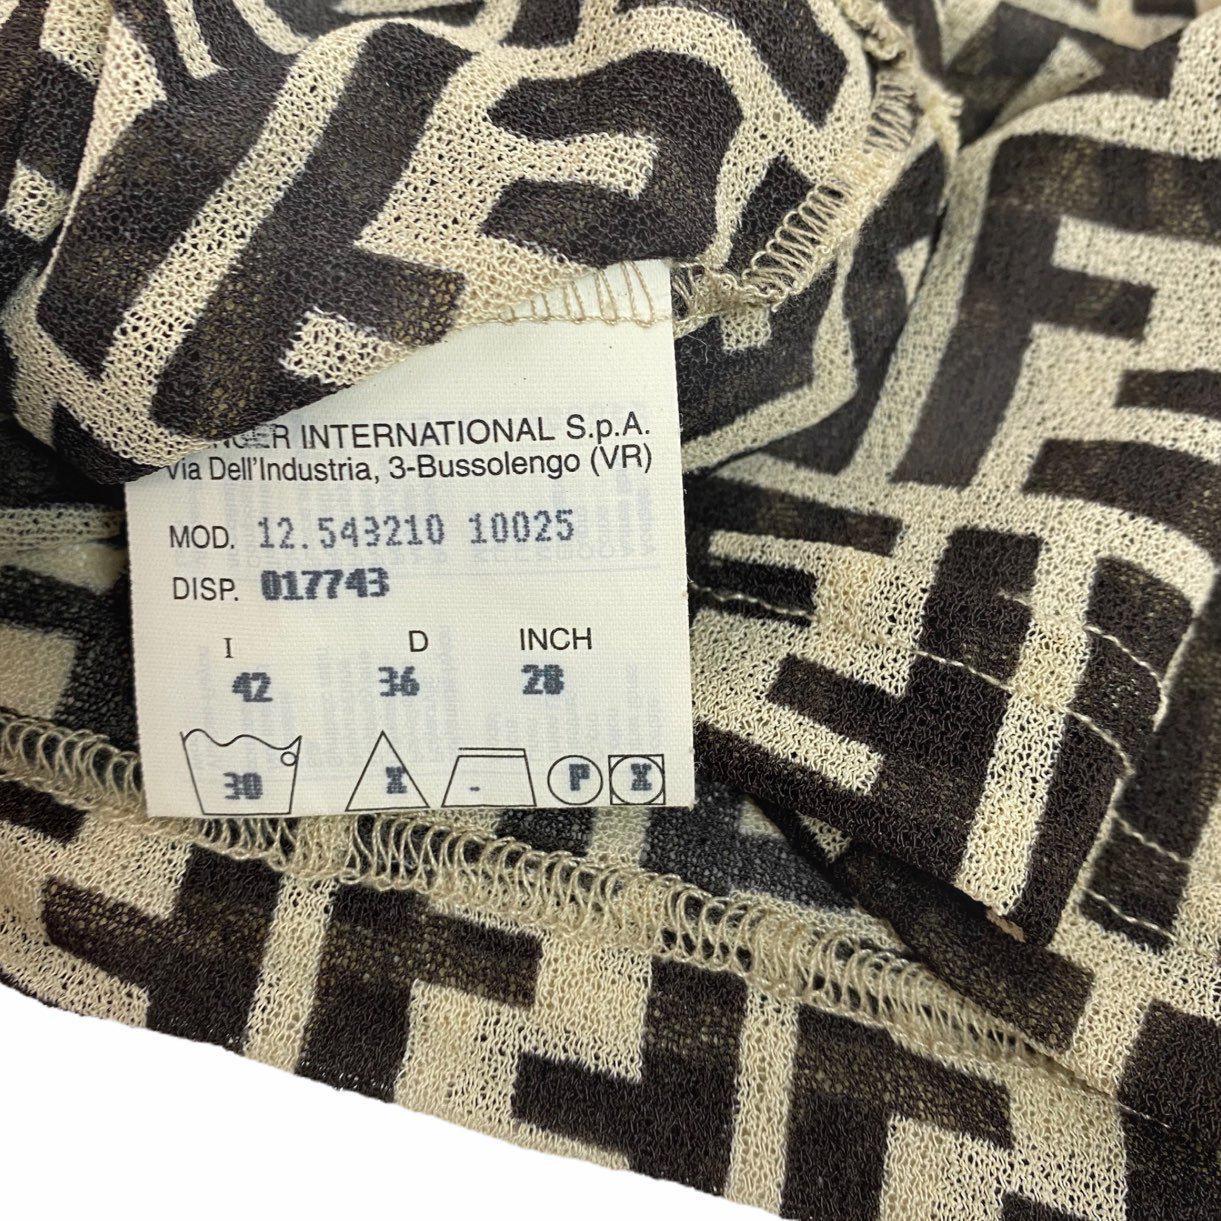 INTERNATIONAL S.p.A.
Via Dell'Industria, 3-Bussolengo (VR)
MOD. 12.543210 10025
DISP. 017743
I D INCH
42 36 28
30 X - P X